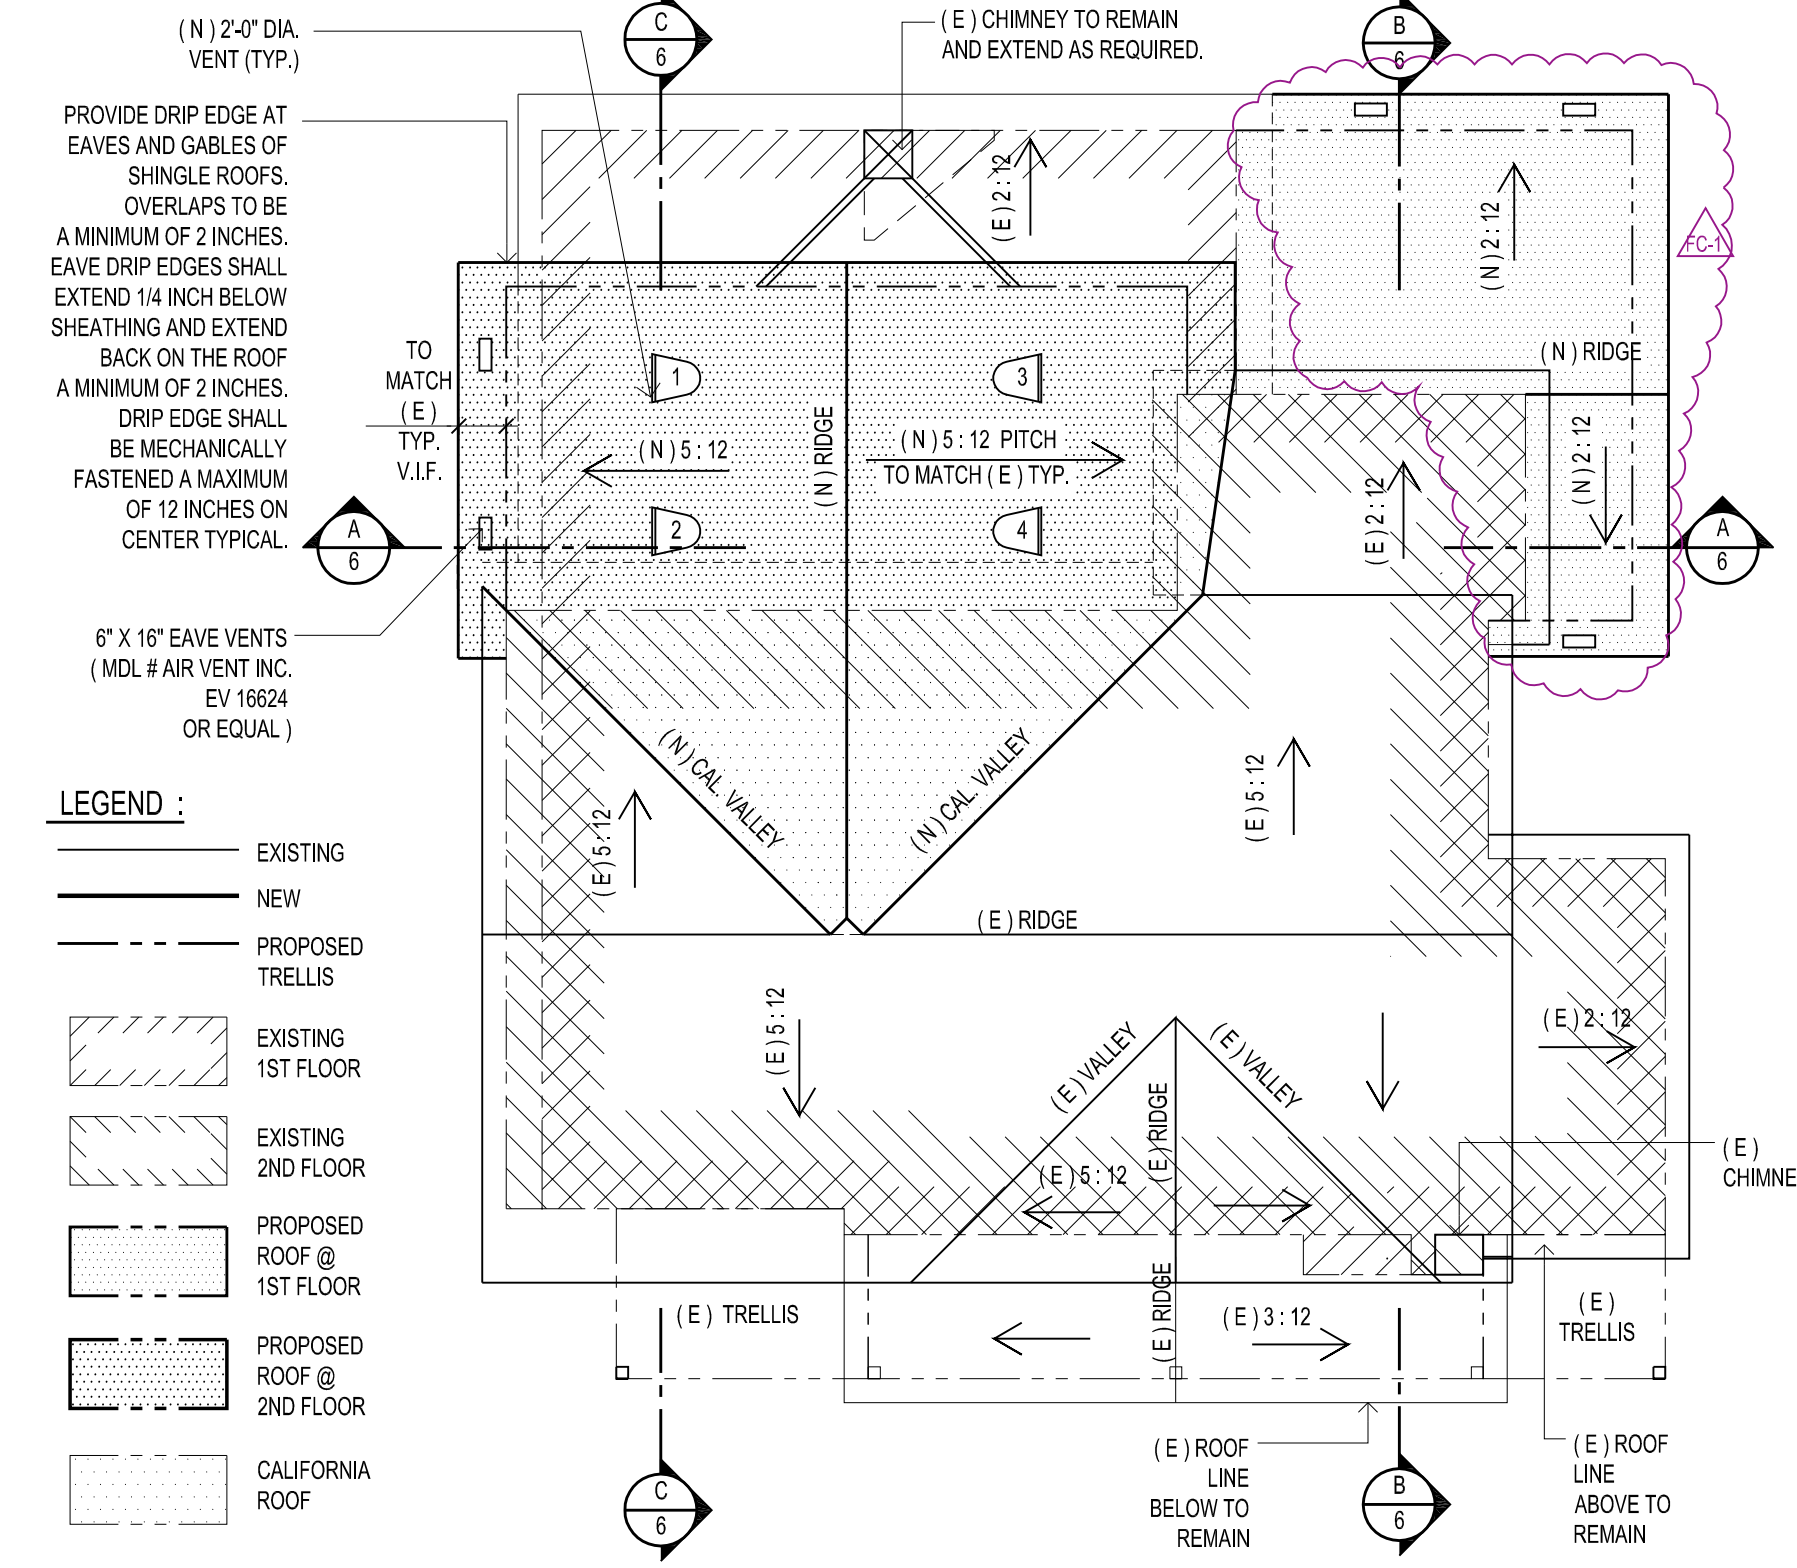 ( N ) 2'-0" DIA.
VENT (TYP.)
C
6
( E ) CHIMNEY TO REMAIN
AND EXTEND AS REQUIRED.
B
6
PROVIDE DRIP EDGE AT
EAVES AND GABLES OF
SHINGLE ROOFS.
OVERLAPS TO BE
A MINIMUM OF 2 INCHES.
EAVE DRIP EDGES SHALL
EXTEND 1/4 INCH BELOW
SHEATHING AND EXTEND
BACK ON THE ROOF
A MINIMUM OF 2 INCHES.
DRIP EDGE SHALL
BE MECHANICALLY
FASTENED A MAXIMUM
OF 12 INCHES ON
CENTER TYPICAL.
TO
MATCH
( E )
TYP.
V.I.F.
( E ) 2 : 12
( N ) 2 : 12
FC-1
( N ) RIDGE
1
3
( N ) 5 : 12
( N ) RIDGE
( N ) 5 : 12 PITCH
TO MATCH ( E ) TYP.
( E ) 2 : 12
( N ) 2 : 12
2
4
A
6
A
6
6" X 16" EAVE VENTS
( MDL # AIR VENT INC.
EV 16624
OR EQUAL )
( N ) CAL. VALLEY
( N ) CAL. VALLEY
( E ) 5 : 12
( E ) 5 : 12
( E ) RIDGE
LEGEND :
EXISTING
NEW
PROPOSED
TRELLIS
EXISTING
1ST FLOOR
EXISTING
2ND FLOOR
PROPOSED
ROOF @
1ST FLOOR
PROPOSED
ROOF @
2ND FLOOR
CALIFORNIA
ROOF
( E ) 5 : 12
( E ) VALLEY
( E ) VALLEY
( E ) RIDGE
( E ) 2 : 12
( E ) 5 : 12
( E )
CHIMNE
( E ) TRELLIS
( E ) RIDGE
( E ) 3 : 12
( E )
TRELLIS
C
6
( E ) ROOF
LINE
BELOW TO
REMAIN
B
6
( E ) ROOF
LINE
ABOVE TO
REMAIN